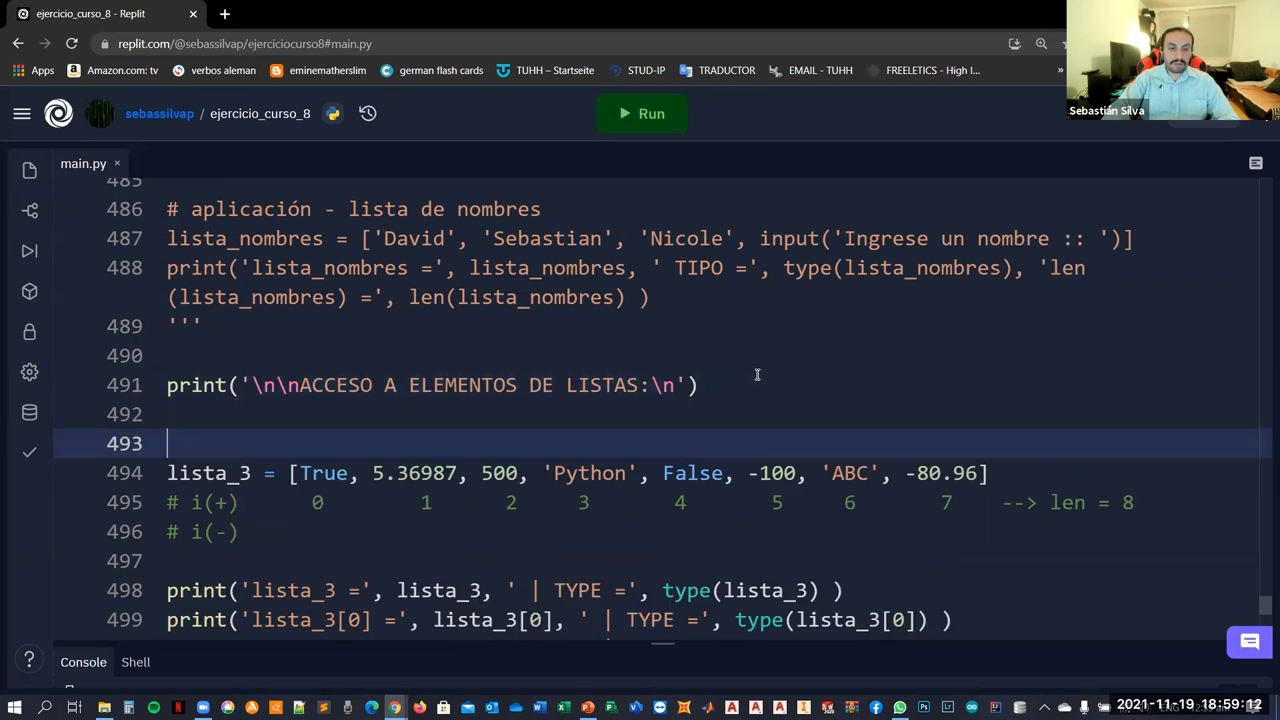 ejercicio_curso_8 - Replit
replit.com/@sebassilvap/ejerciciocurso8#main.py
Apps Amazon.com: tv verbos aleman eminematherslim german flash card TUHH – Startseite STUD-IP TRADUCTOR EMAIL - TUHH FREELETICS - High I... »
Sebastián Silva
sebassilvap / ejercicio_curso_8
Run
main.py
485
486 # aplicación - lista de nombres
487 lista_nombres = ['David', 'Sebastian', 'Nicole', input('Ingrese un nombre :: ')]
488 print('lista_nombres =', lista_nombres, ' TIPO =', type(lista_nombres), 'len
(lista_nombres) =', len(lista_nombres) )
489 '''
490
491 print('\n\nACCESO A ELEMENTOS DE LISTAS:\n')
492
493
494 lista_3 = [True, 5.36987, 500, 'Python', False, -100, 'ABC', -80.96]
495 # i(+) 0 1 2 3 4 5 6 7 --> len = 8
496 # i(-)
497
498 print('lista_3 =', lista_3, ' | TYPE =', type(lista_3) )
499 print('lista_3[0] =', lista_3[0], ' | TYPE =', type(lista_3[0]) )
Console Shell
2021-11-19 18:59:12